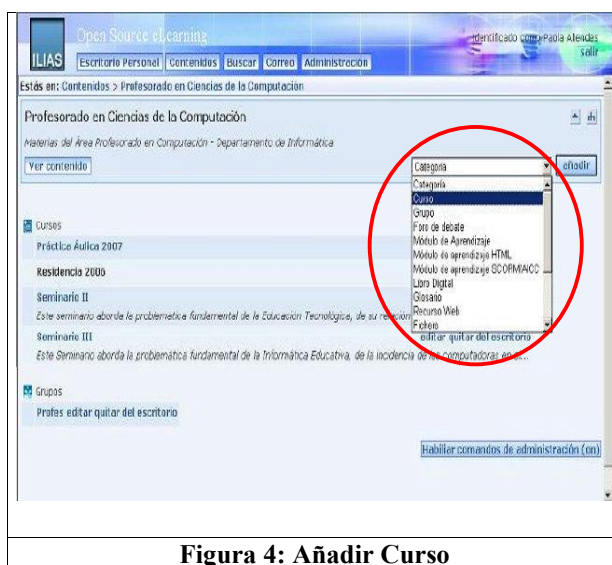 Open Source eLearning
ILIAS
Identificado como Paola Allendes
salir
Escritorio Personal Contenidos Buscar Correo Administración
Estás en: Contenidos > Profesorado en Ciencias de la Computación
Profesorado en Ciencias de la Computación
Materias del Área Profesorado en Computación - Departamento de Informática
Ver contenido
Categoría añadir
Categoría
Curso
Grupo
Foro de debate
Módulo de Aprendizaje
Módulo de aprendizaje HTML
Módulo de aprendizaje SCORM/AICC
Libro Digital
Glosario
Recurso Web
Fichero
Cursos
Práctica Áulica 2007
Residencia 2006
Seminario II
Este seminario aborda la problemática fundamental de la Educación Tecnológica, de su relación
Seminario III editar quitar del escritorio
Este Seminario aborda la problemática fundamental de la Informática Educativa, de la incidencia de las computadoras en
Grupos
Profes editar quitar del escritorio
Habiliar comandos de administración (on)
Figura 4: Añadir Curso